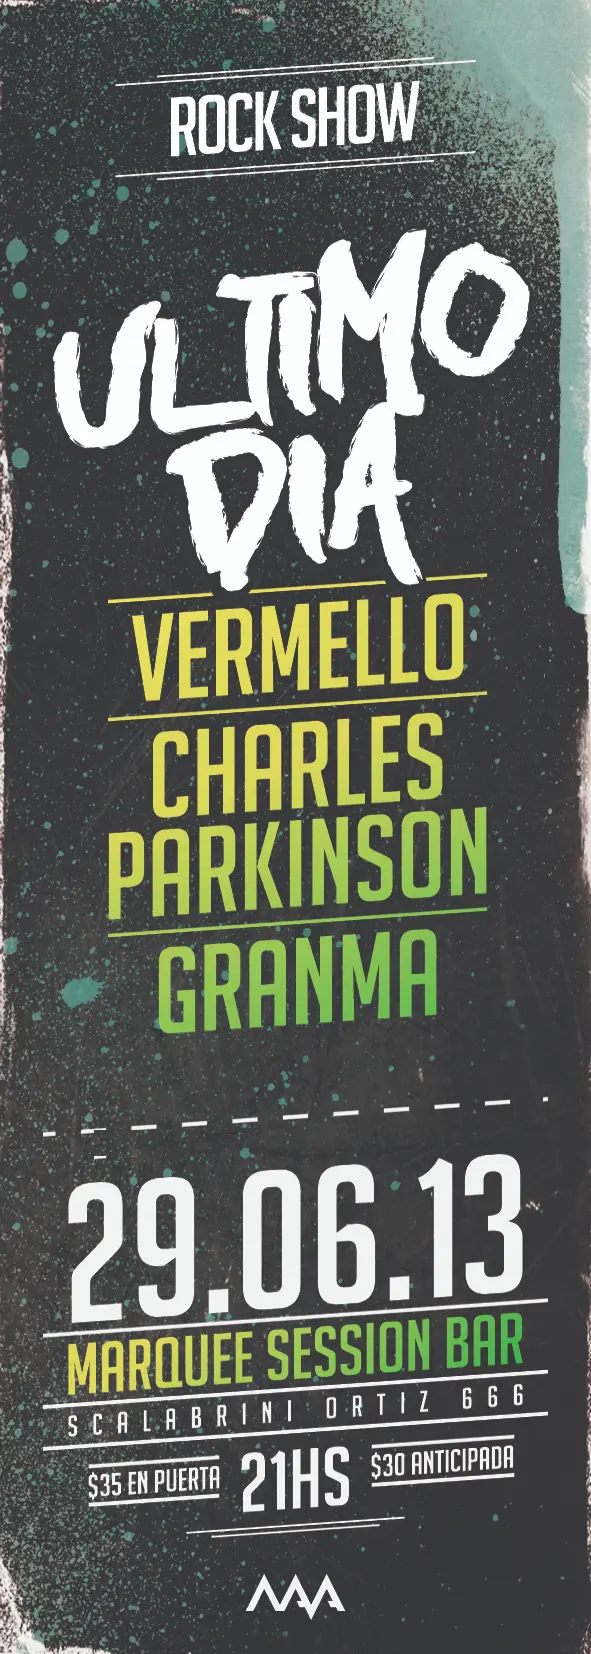 ROCK SHOW
ULTIMO
DIA
VERMELLO
CHARLES
PARKINSON
GRANMA
29.06.13
MARQUEE SESSION BAR
SCALABRINI ORTIZ 666
$35 EN PUERTA 21HS $30 ANTICIPADA